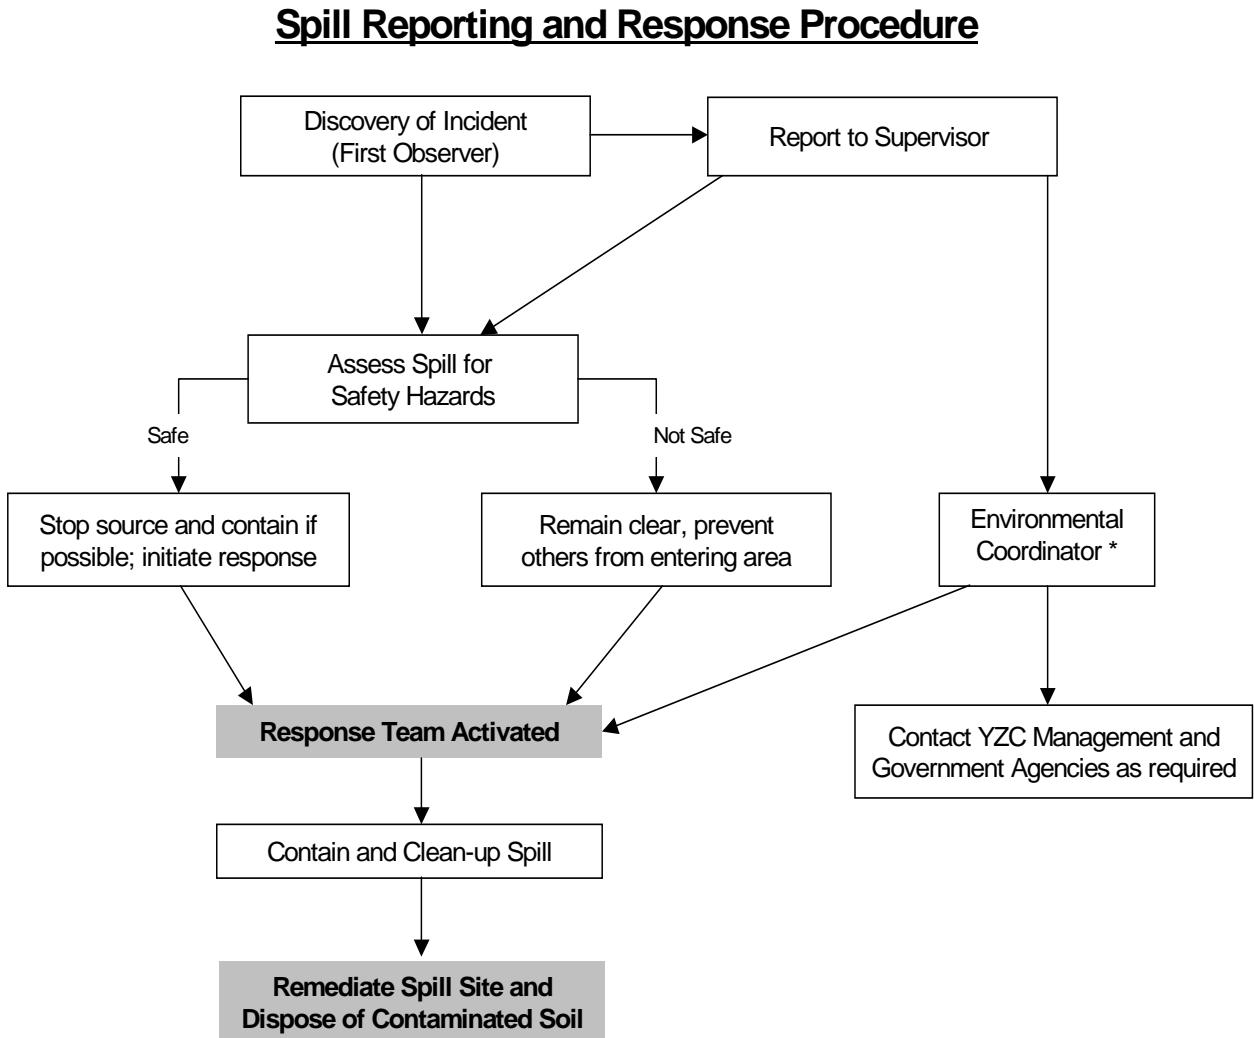 Spill Reporting and Response Procedure
Discovery of Incident
(First Observer)
Report to Supervisor
Assess Spill for
Safety Hazards
Safe
Not Safe
Stop source and contain if
possible; initiate response
Remain clear, prevent
others from entering area
Environmental
Coordinator *
Response Team Activated
Contact YZC Management and
Government Agencies as required
Contain and Clean-up Spill
Remediate Spill Site and
Dispose of Contaminated Soil